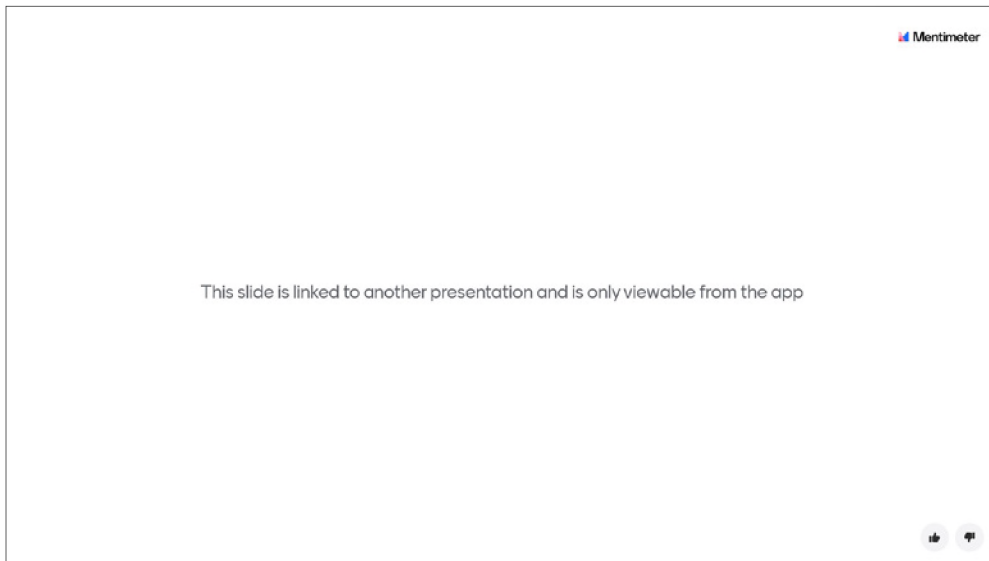 Mentimeter
This slide is linked to another presentation and is only viewable from the app